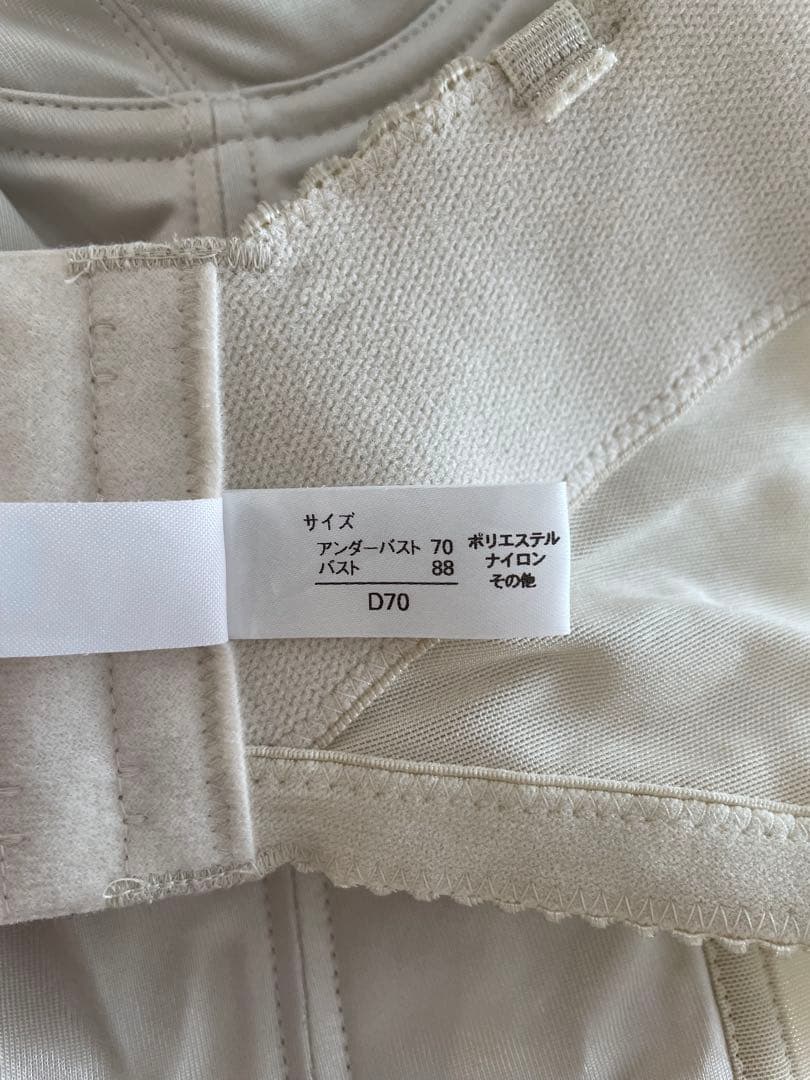 サイズ
アンダーバスト 70
バスト 88
D70
ポリエステル
ナイロン
その他